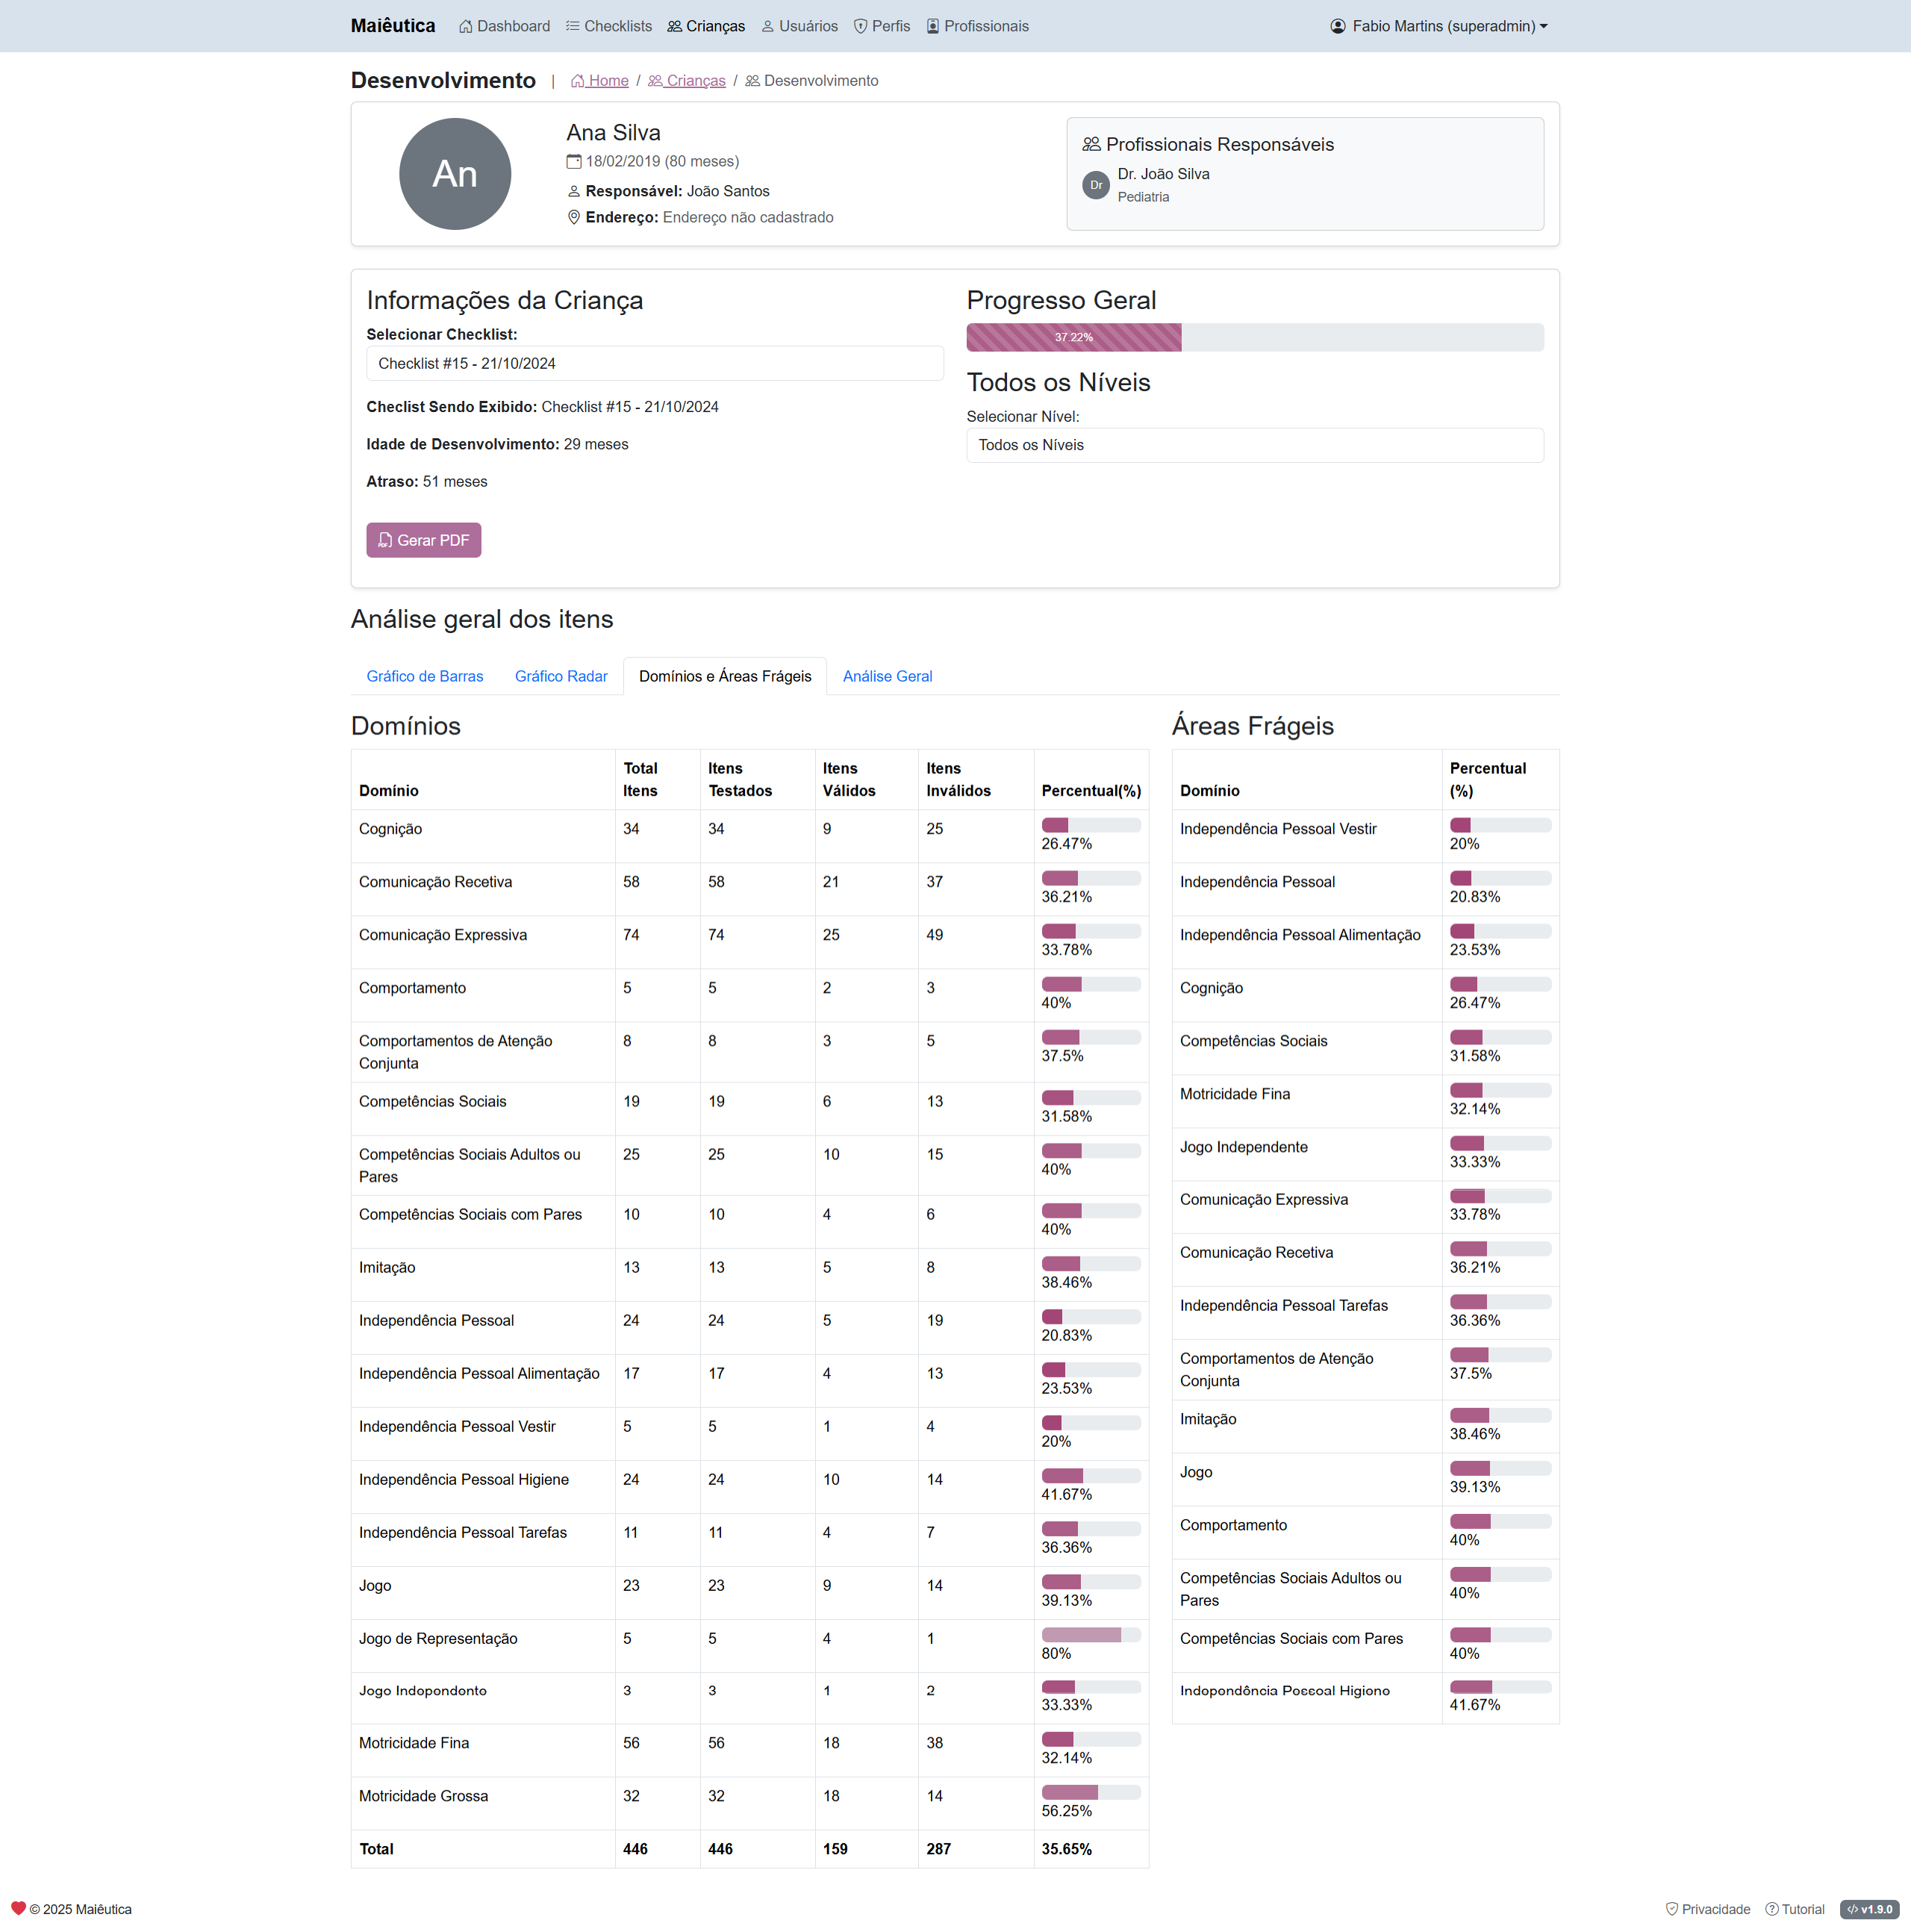 Maiêutica Dashboard Checklists Crianças Usuários Perfis Profissionais Fabio Martins (superadmin)
Desenvolvimento | Home / Crianças / Desenvolvimento
An
Ana Silva
18/02/2019 (80 meses)
Responsável: João Santos
Endereço: Endereço não cadastrado
Profissionais Responsáveis
Dr
Dr. João Silva
Pediatria
Informações da Criança
Selecionar Checklist:
Checklist #15 - 21/10/2024
Checlist Sendo Exibido: Checklist #15 - 21/10/2024
Idade de Desenvolvimento: 29 meses
Atraso: 51 meses
Gerar PDF
Progresso Geral
37.22%
Todos os Níveis
Selecionar Nível:
Todos os Níveis
Análise geral dos itens
Gráfico de Barras Gráfico Radar Domínios e Áreas Frágeis Análise Geral
Domínios
Domínio Total Itens Itens Testados Itens Válidos Itens Inválidos Percentual(%)
Cognição 34 34 9 25 26.47%
Comunicação Recetiva 58 58 21 37 36.21%
Comunicação Expressiva 74 74 25 49 33.78%
Comportamento 5 5 2 3 40%
Comportamentos de Atenção Conjunta 8 8 3 5 37.5%
Competências Sociais 19 19 6 13 31.58%
Competências Sociais Adultos ou Pares 25 25 10 15 40%
Competências Sociais com Pares 10 10 4 6 40%
Imitação 13 13 5 8 38.46%
Independência Pessoal 24 24 5 19 20.83%
Independência Pessoal Alimentação 17 17 4 13 23.53%
Independência Pessoal Vestir 5 5 1 4 20%
Independência Pessoal Higiene 24 24 10 14 41.67%
Independência Pessoal Tarefas 11 11 4 7 36.36%
Jogo 23 23 9 14 39.13%
Jogo de Representação 5 5 4 1 80%
Jogo Independente 3 3 1 2 33.33%
Motricidade Fina 56 56 18 38 32.14%
Motricidade Grossa 32 32 18 14 56.25%
Total 446 446 159 287 35.65%
Áreas Frágeis
Domínio Percentual (%)
Independência Pessoal Vestir 20%
Independência Pessoal 20.83%
Independência Pessoal Alimentação 23.53%
Cognição 26.47%
Competências Sociais 31.58%
Motricidade Fina 32.14%
Jogo Independente 33.33%
Comunicação Expressiva 33.78%
Comunicação Recetiva 36.21%
Independência Pessoal Tarefas 36.36%
Comportamentos de Atenção Conjunta 37.5%
Imitação 38.46%
Jogo 39.13%
Comportamento 40%
Competências Sociais Adultos ou Pares 40%
Competências Sociais com Pares 40%
Independência Pessoal Higiene 41.67%
© 2025 Maiêutica
Privacidade Tutorial v1.9.0